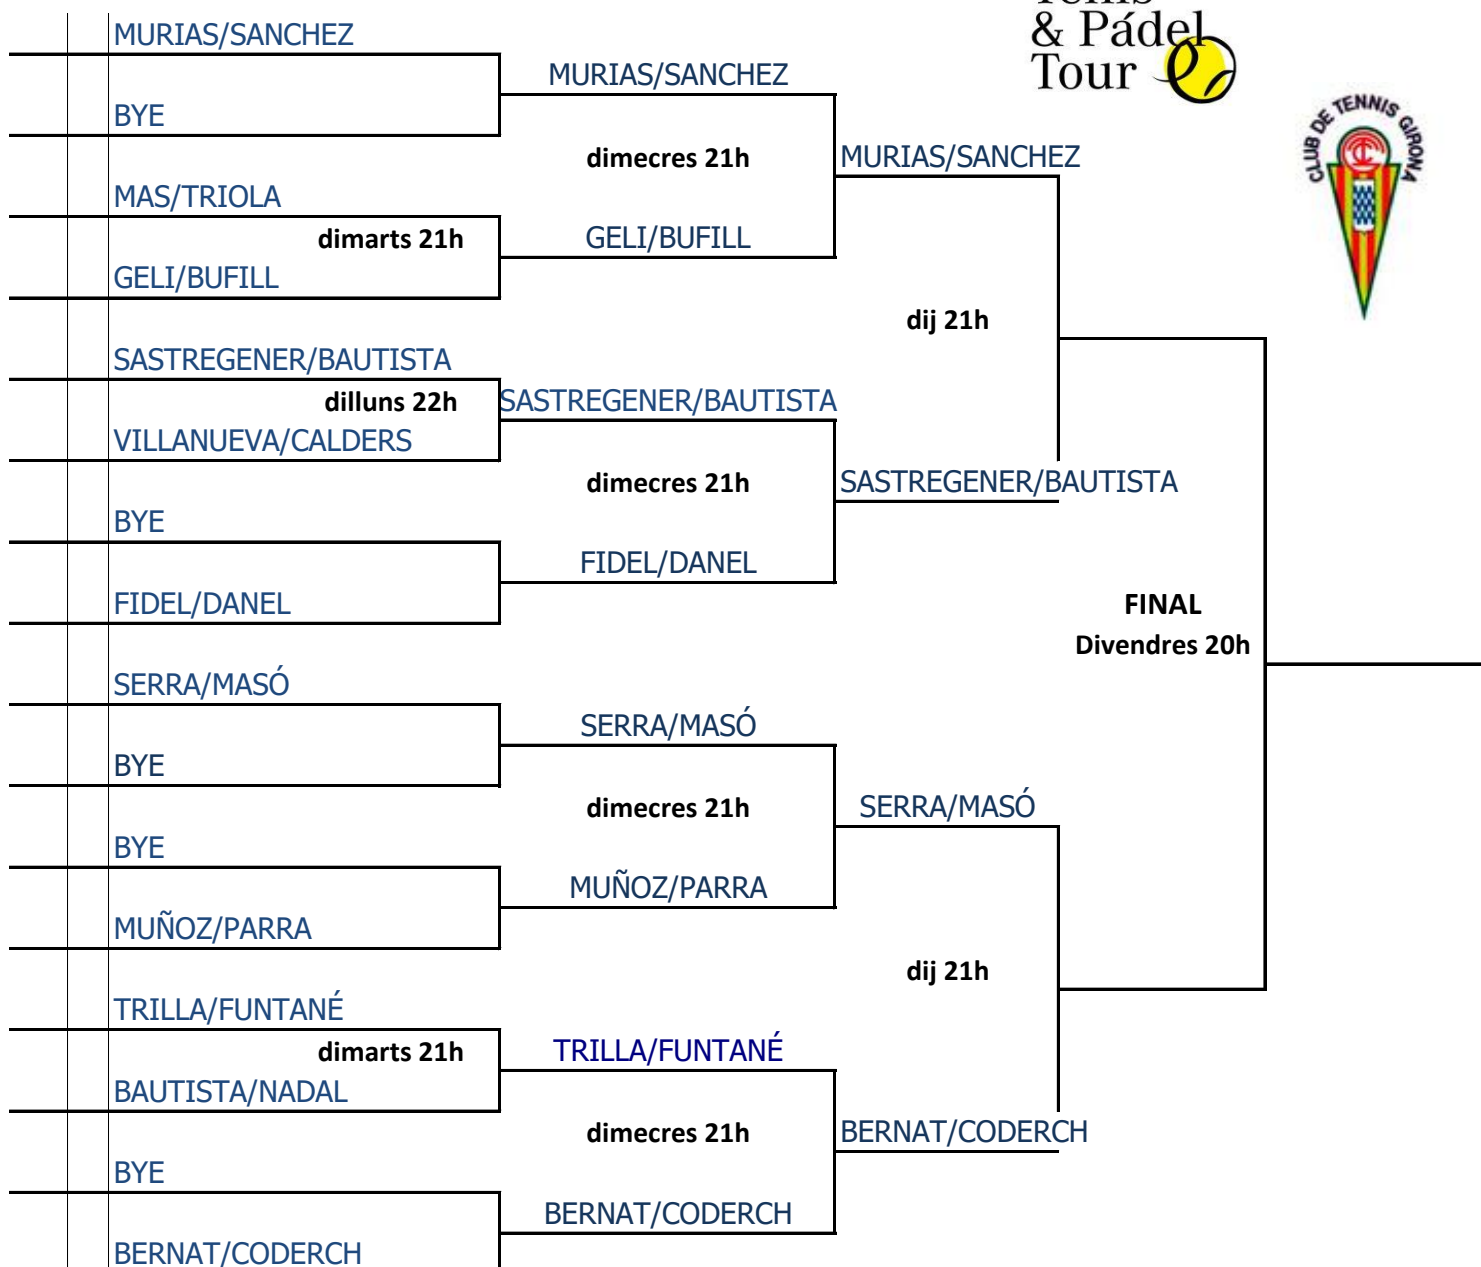 Tenis
& Pádel
Tour
CLUB DE TENNIS GIRONA
MURIAS/SANCHEZ
BYE
MAS/TRIOLA
dimarts 21h
GELI/BUFILL
SASTREGENER/BAUTISTA
dilluns 22h
VILLANUEVA/CALDERS
BYE
FIDEL/DANEL
SERRA/MASÓ
BYE
BYE
MUÑOZ/PARRA
TRILLA/FUNTANÉ
dimarts 21h
BAUTISTA/NADAL
BYE
BERNAT/CODERCH
MURIAS/SANCHEZ
dimecres 21h
GELI/BUFILL
SASTREGENER/BAUTISTA
dimecres 21h
FIDEL/DANEL
SERRA/MASÓ
dimecres 21h
MUÑOZ/PARRA
TRILLA/FUNTANÉ
dimecres 21h
BERNAT/CODERCH
MURIAS/SANCHEZ
dij 21h
SASTREGENER/BAUTISTA
SERRA/MASÓ
dij 21h
BERNAT/CODERCH
FINAL
Divendres 20h